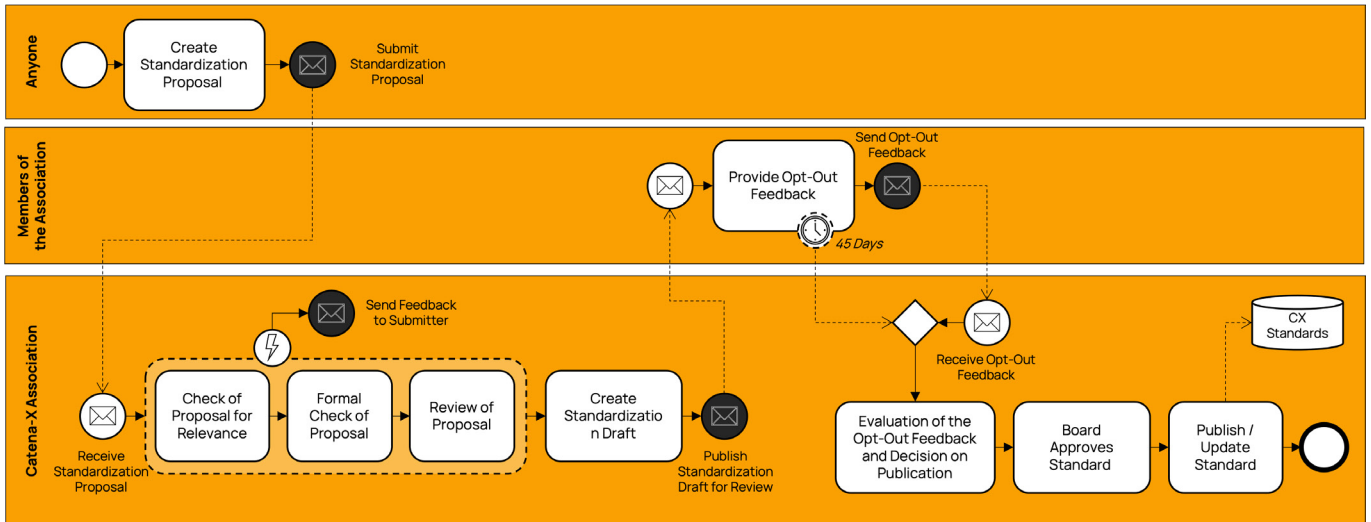 Anyone
Create
Standardization
Proposal
Submit
Standardization
Proposal
Members of
the Association
Provide Opt-Out
Feedback
Send Opt-Out
Feedback
45 Days
Catena-X Association
Receive
Standardization
Proposal
Send Feedback
to Submitter
Check of
Proposal for
Relevance
Formal
Check of
Proposal
Review of
Proposal
Create
Standardizatio
n Draft
Publish
Standardization
Draft for Review
Receive Opt-Out
Feedback
Evaluation of the
Opt-Out Feedback
and Decision on
Publication
Board
Approves
Standard
Publish /
Update
Standard
CX
Standards